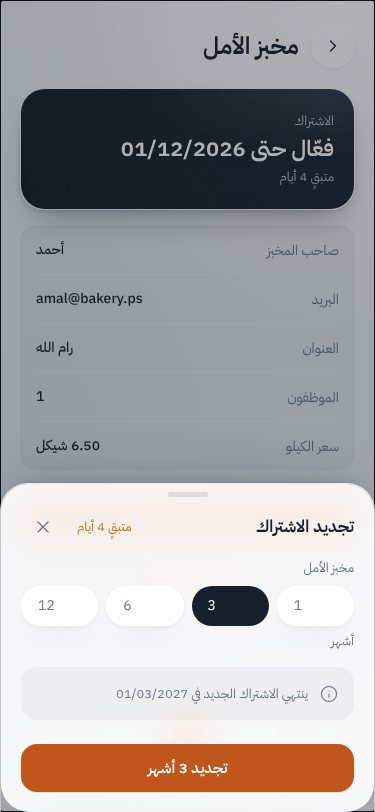 مخبز الأمل
الاشتراك
فعّال حتى 01/12/2026
متبقٍ 4 أيام
صاحب المخبز أحمد
البريد amal@bakery.ps
العنوان رام الله
الموظفون 1
سعر الكيلو 6.50 شيكل
تجديد الاشتراك متبقٍ 4 أيام
مخبز الأمل
1 3 6 12
أشهر
ينتهي الاشتراك الجديد في 01/03/2027
تجديد 3 أشهر